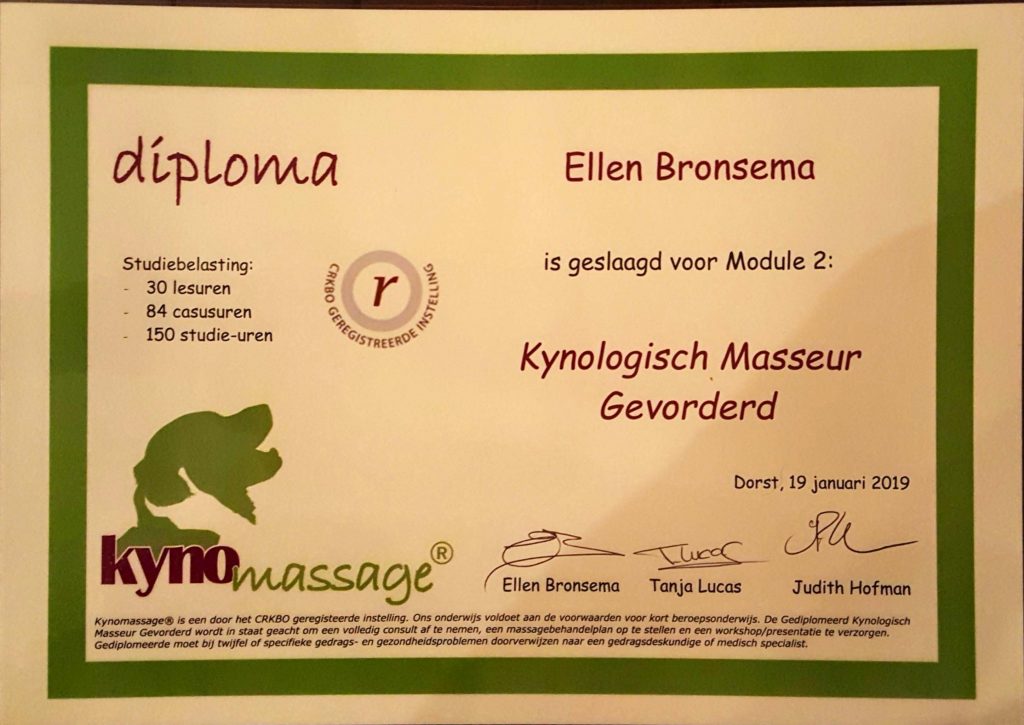 diploma
Studiebelasting:
- 30 lesuren
- 84 casusuren
- 150 studie-uren
r
CRKBO GEREGISTREERDE INSTELLING
Ellen Bronsema
is geslaagd voor Module 2:
Kynologisch Masseur
Gevorderd
Dorst, 19 januari 2019
T Lucas
Ellen Bronsema Tanja Lucas Judith Hofman
kynomassage®
Kynomassage® is een door het CRKBO geregisteerde instelling. Ons onderwijs voldoet aan de voorwaarden voor kort beroepsonderwijs. De Gediplomeerd Kynologisch
Masseur Gevorderd wordt in staat geacht om een volledig consult af te nemen, een massagebehandelplan op te stellen en een workshop/presentatie te verzorgen.
Gediplomeerde moet bij twijfel of specifieke gedrags- en gezondheidsproblemen doorverwijzen naar een gedragsdeskundige of medisch specialist.